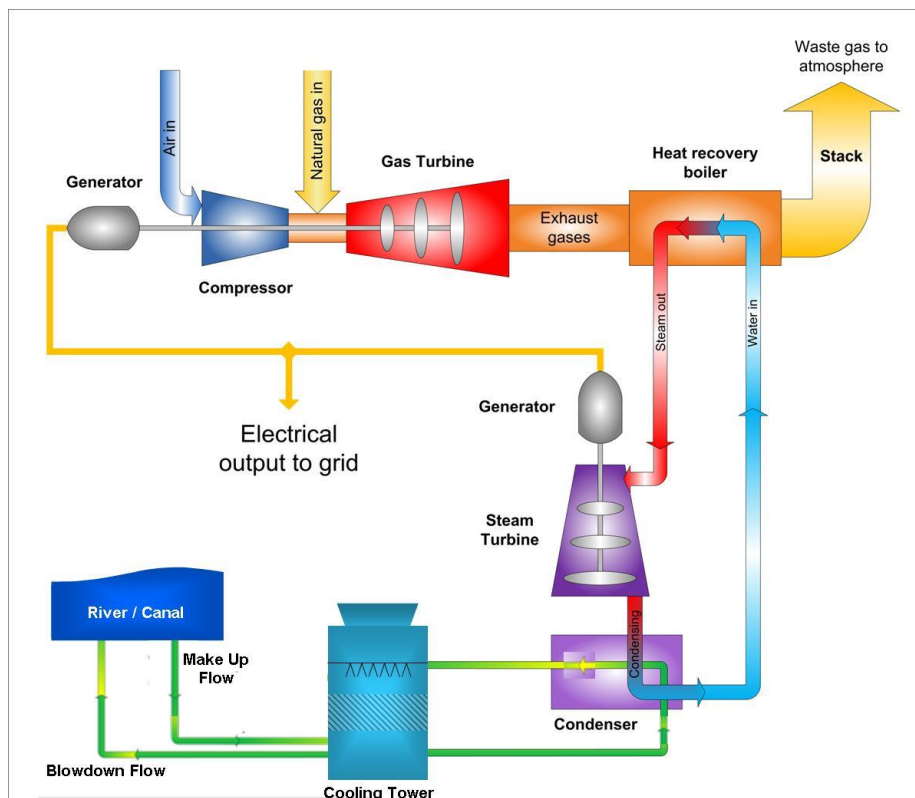 Waste gas to
atmosphere
Air in
Natural gas in
Gas Turbine
Heat recovery
boiler
Stack
Generator
Exhaust
gases
Compressor
Steam out
Water in
Generator
Electrical
output to grid
Steam
Turbine
River / Canal
Condensing
Make Up
Flow
Condenser
Blowdown Flow
Cooling Tower